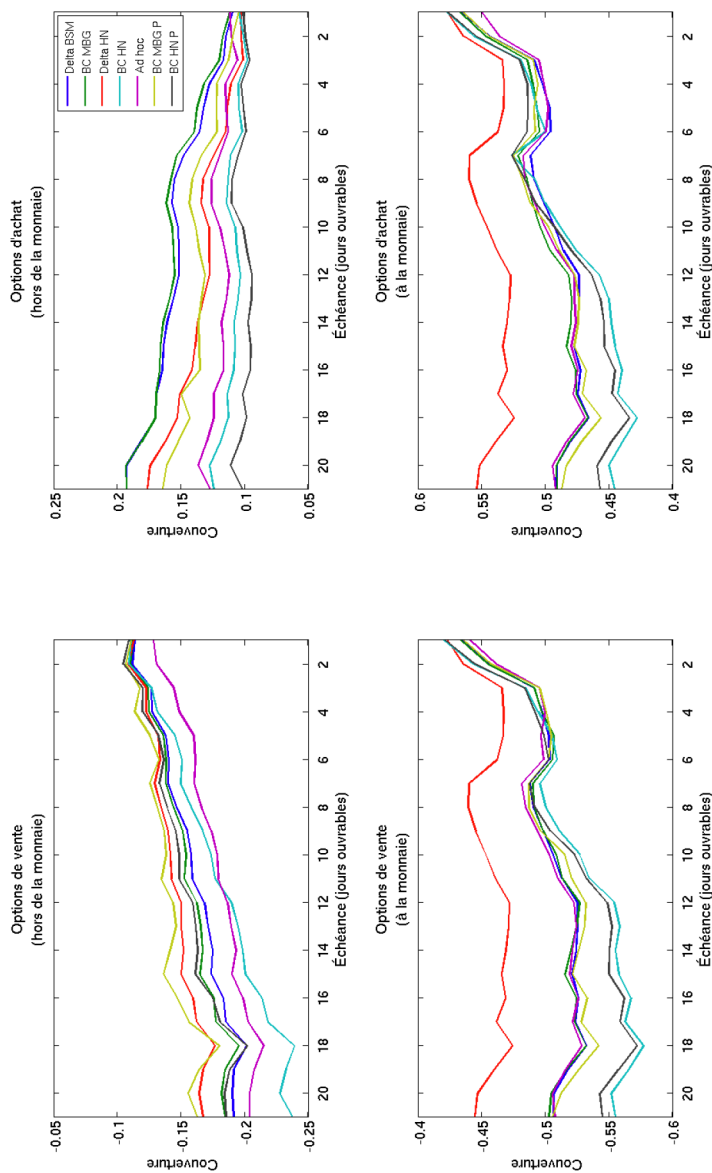 Options de vente
(hors de la monnaie)
Couverture
-0.05
-0.1
-0.15
-0.2
-0.25
20 18 16 14 12 10 8 6 4 2
Échéance (jours ouvrables)
Options d'achat
(hors de la monnaie)
Couverture
0.25
0.2
0.15
0.1
0.05
20 18 16 14 12 10 8 6 4 2
Échéance (jours ouvrables)
Delta BSM
BC MBG
Delta HN
BC HN
Ad hoc
BC MBG P
BC HN P
Options de vente
(à la monnaie)
Couverture
-0.4
-0.45
-0.5
-0.55
-0.6
20 18 16 14 12 10 8 6 4 2
Échéance (jours ouvrables)
Options d'achat
(à la monnaie)
Couverture
0.6
0.55
0.5
0.45
0.4
20 18 16 14 12 10 8 6 4 2
Échéance (jours ouvrables)